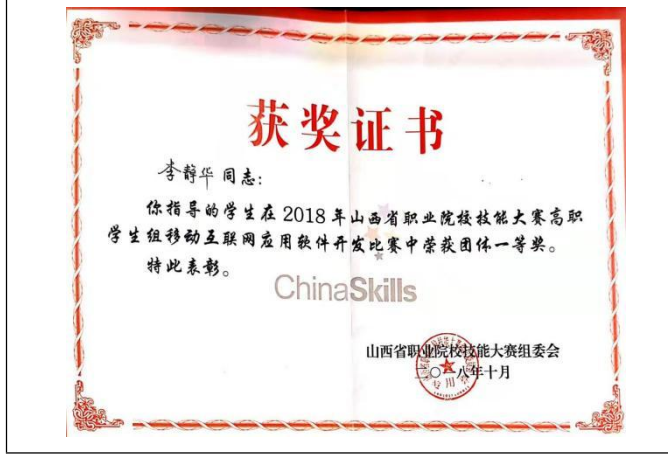 获奖证书
李静华 同志：
你指导的学生在 2018 年山西省职业院校技能大赛高职
学生组移动互联网应用软件开发比赛中荣获团体一等奖。
特此表彰。
ChinaSkills
山西省职业院校技能大赛组委会
二〇一八年十月